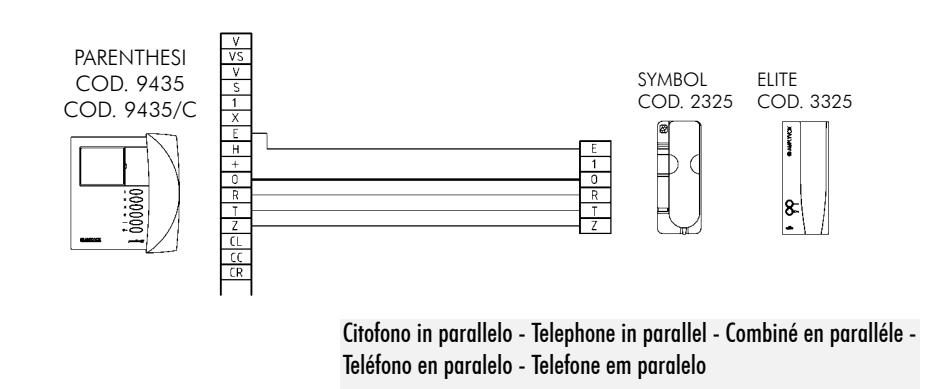 PARENTHESI
COD. 9435
COD. 9435/C
V
VS
V
S
1
X
E
H
+
0
R
T
Z
CL
CC
CR
E
1
0
R
T
Z
SYMBOL
COD. 2325
ELITE
COD. 3325
AMPLYVOX
Citofono in parallelo - Telephone in parallel - Combiné en paralléle -
Teléfono en paralelo - Telefone em paralelo